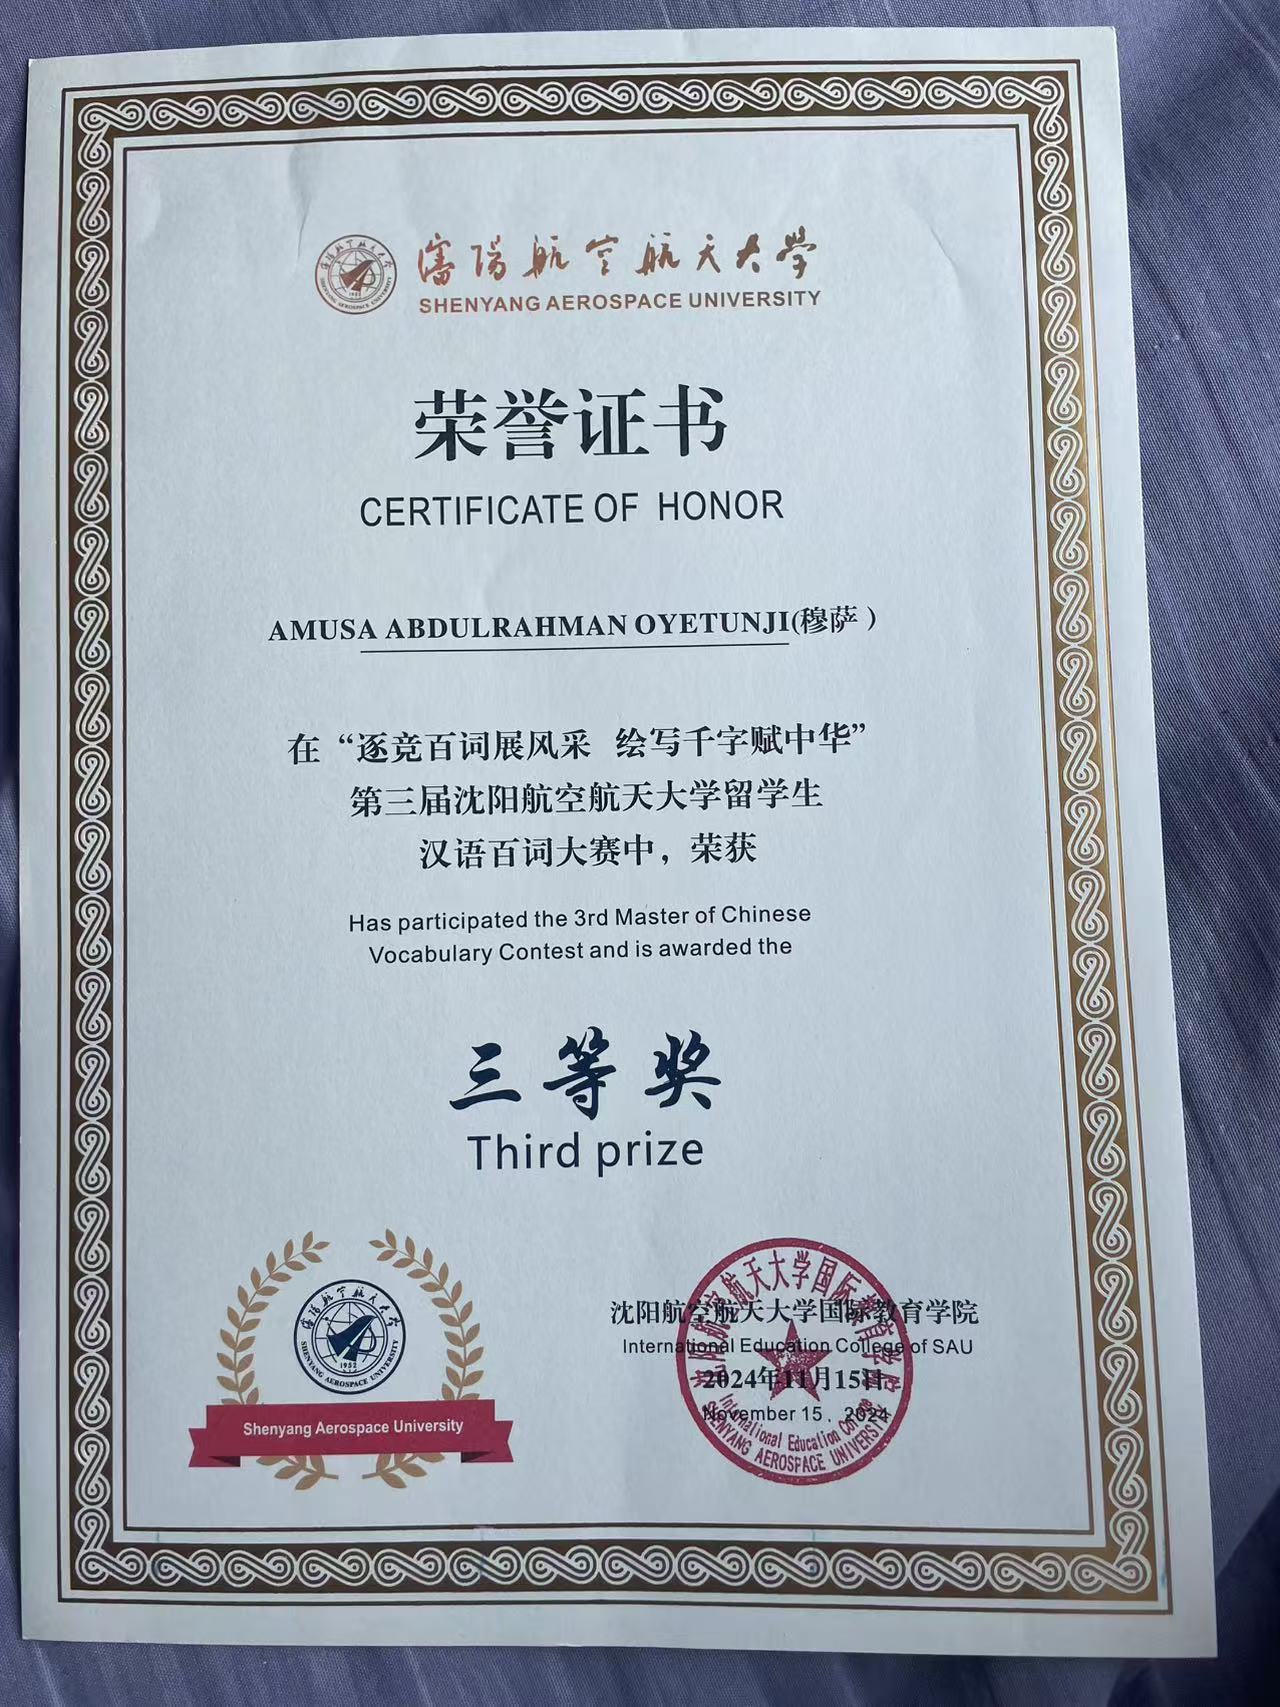 瀋陽航空航天大學
SHENYANG AEROSPACE UNIVERSITY
荣誉证书
CERTIFICATE OF HONOR
AMUSA ABDULRAHMAN OYETUNJI(穆萨）
在“逐竞百词展风采 绘写千字赋中华”
第三届沈阳航空航天大学留学生
汉语百词大赛中，荣获
Has participated the 3rd Master of Chinese
Vocabulary Contest and is awarded the
三等奖
Third prize
瀋陽航空航天大學
1952
SHENYANG AEROSPACE UNIVERSITY
Shenyang Aerospace University
沈阳航空航天大学国际教育学院
International Education College of SAU
2024年11月15日
November 15, 2024
沈阳航空航天大学国际教育学院
International Education College
SHENYANG AEROSPACE UNIVERSITY